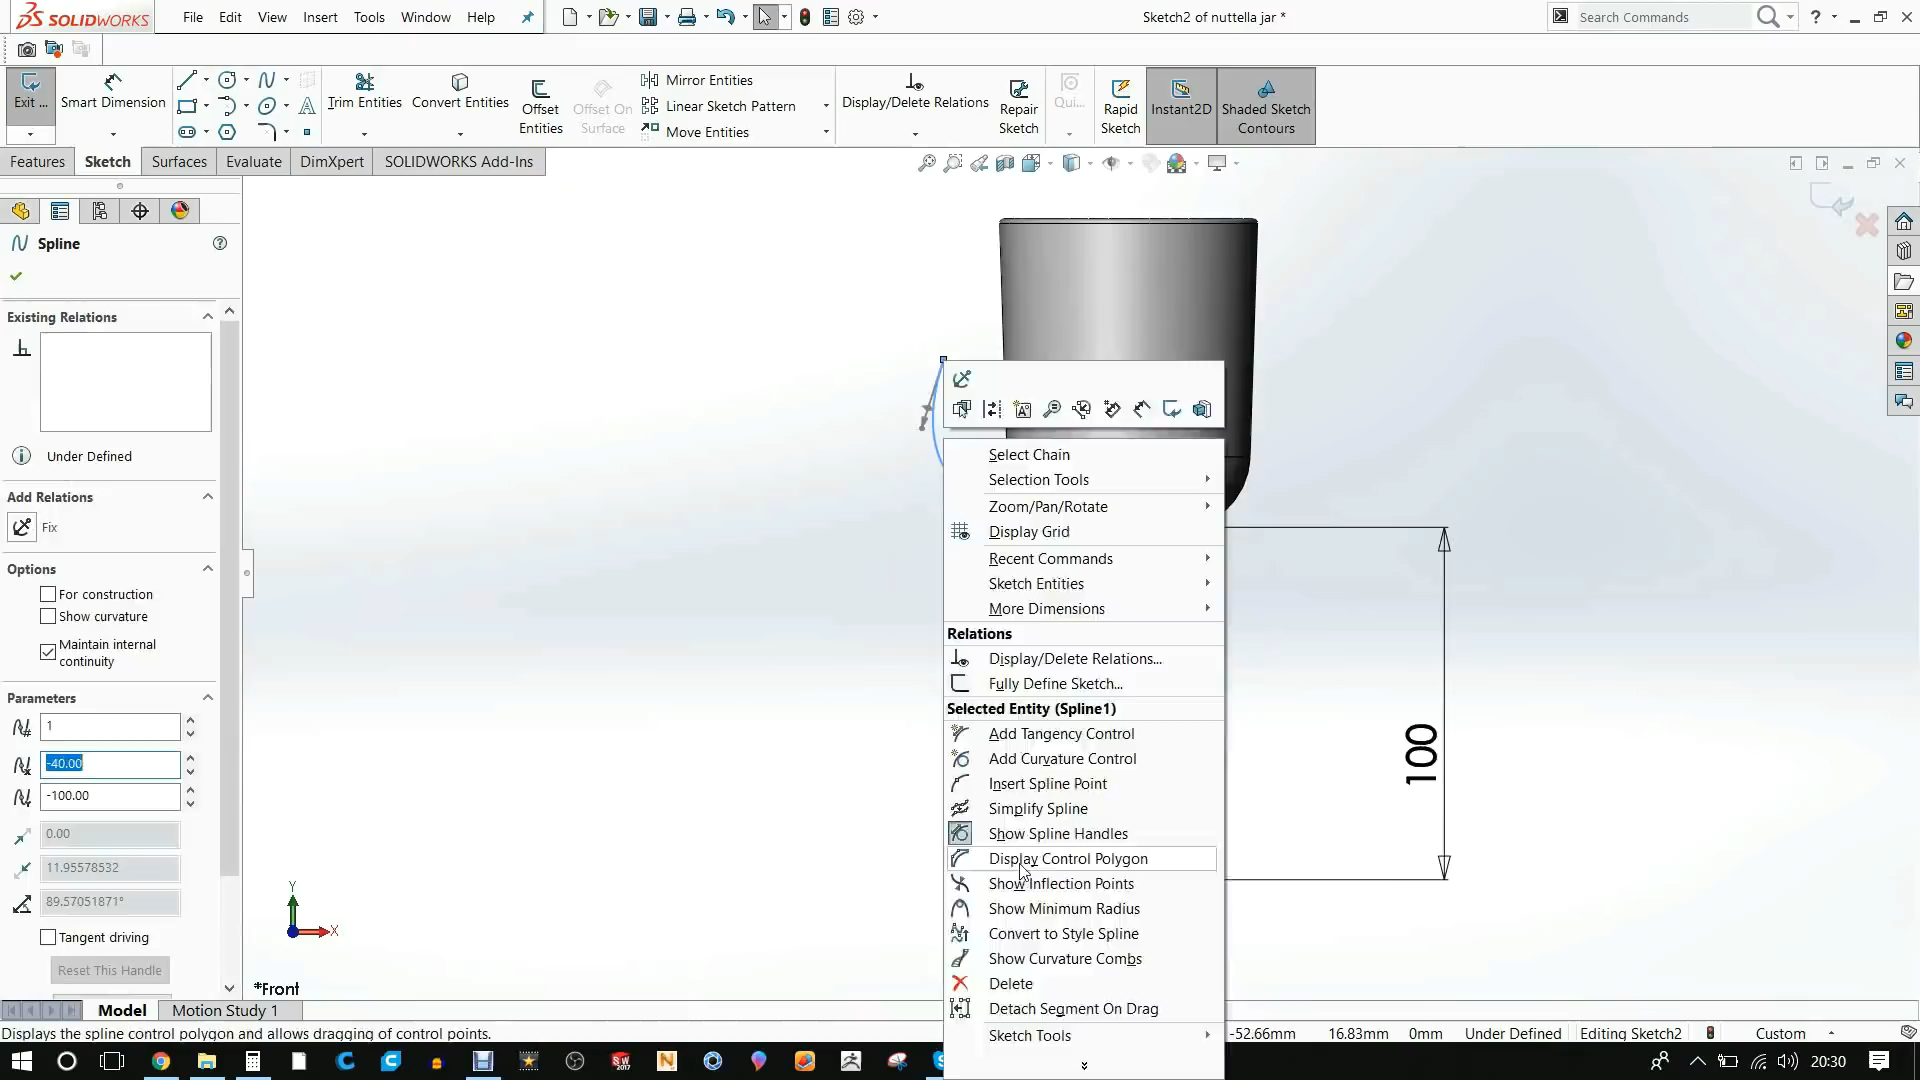 SOLIDWORKS File Edit View Insert Tools Window Help Sketch2 of nuttella jar * Search Commands ?
Exit ... Smart Dimension Trim Entities Convert Entities Offset Entities Offset On Surface Mirror Entities Linear Sketch Pattern Move Entities Display/Delete Relations Repair Sketch Qui... Rapid Sketch Instant2D Shaded Sketch Contours
Features Sketch Surfaces Evaluate DimXpert SOLIDWORKS Add-Ins
Spline
Existing Relations
Under Defined
Add Relations
Fix
Options
For construction
Show curvature
Maintain internal
continuity
Parameters
1
-40.00
-100.00
0.00
11.95578532
89.57051871°
Tangent driving
Reset This Handle
Select Chain
Selection Tools
Zoom/Pan/Rotate
Display Grid
Recent Commands
Sketch Entities
More Dimensions
Relations
Display/Delete Relations...
Fully Define Sketch...
Selected Entity (Spline1)
Add Tangency Control
Add Curvature Control
Insert Spline Point
Simplify Spline
Show Spline Handles
Display Control Polygon
Show Inflection Points
Show Minimum Radius
Convert to Style Spline
Show Curvature Combs
Delete
Detach Segment On Drag
Sketch Tools
100
Y
X
*Front
Model Motion Study 1
Displays the spline control polygon and allows dragging of control points. -52.66mm 16.83mm 0mm Under Defined Editing Sketch2 Custom
20:30